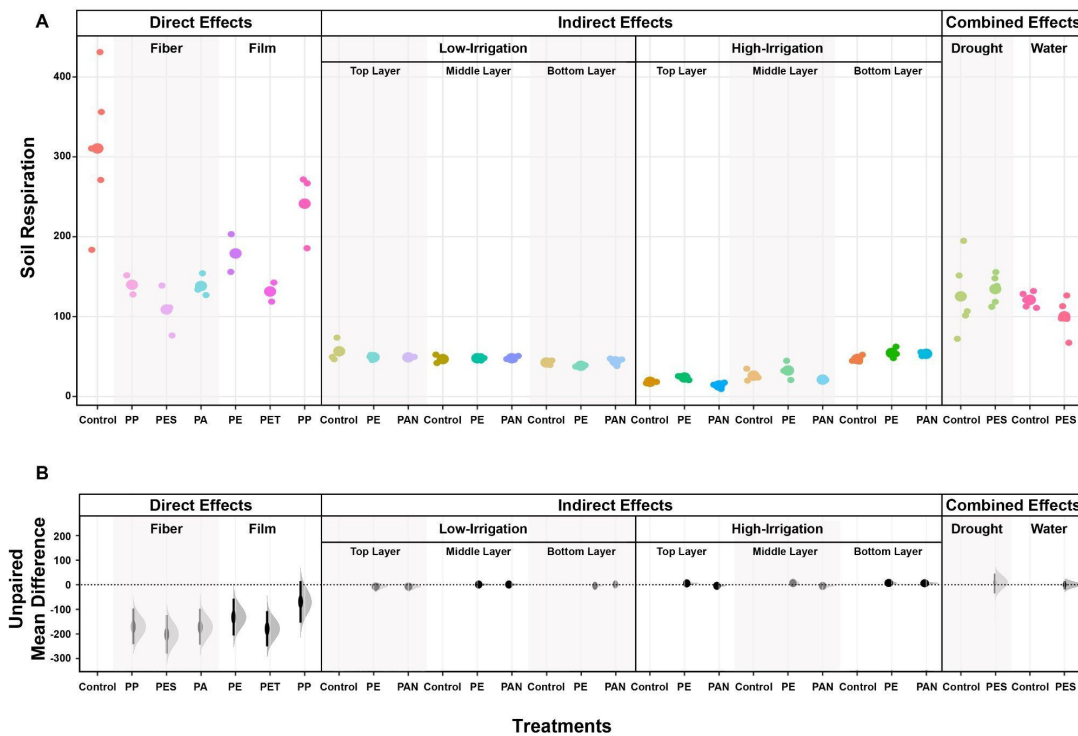 A
Direct Effects Indirect Effects Combined Effects
Fiber Film Low-Irrigation High-Irrigation Drought Water
Top Layer Middle Layer Bottom Layer Top Layer Middle Layer Bottom Layer
Soil Respiration
400
300
200
100
0
Control PP PES PA PE PET PP Control PE PAN Control PE PAN Control PE PAN Control PE PAN Control PE PAN Control PE PAN Control PES Control PES
B
Direct Effects Indirect Effects Combined Effects
Fiber Film Low-Irrigation High-Irrigation Drought Water
Top Layer Middle Layer Bottom Layer Top Layer Middle Layer Bottom Layer
Unpaired
Mean Difference
200
100
0
-100
-200
-300
Control PP PES PA PE PET PP Control PE PAN Control PE PAN Control PE PAN Control PE PAN Control PE PAN Control PE PAN Control PES Control PES
Treatments